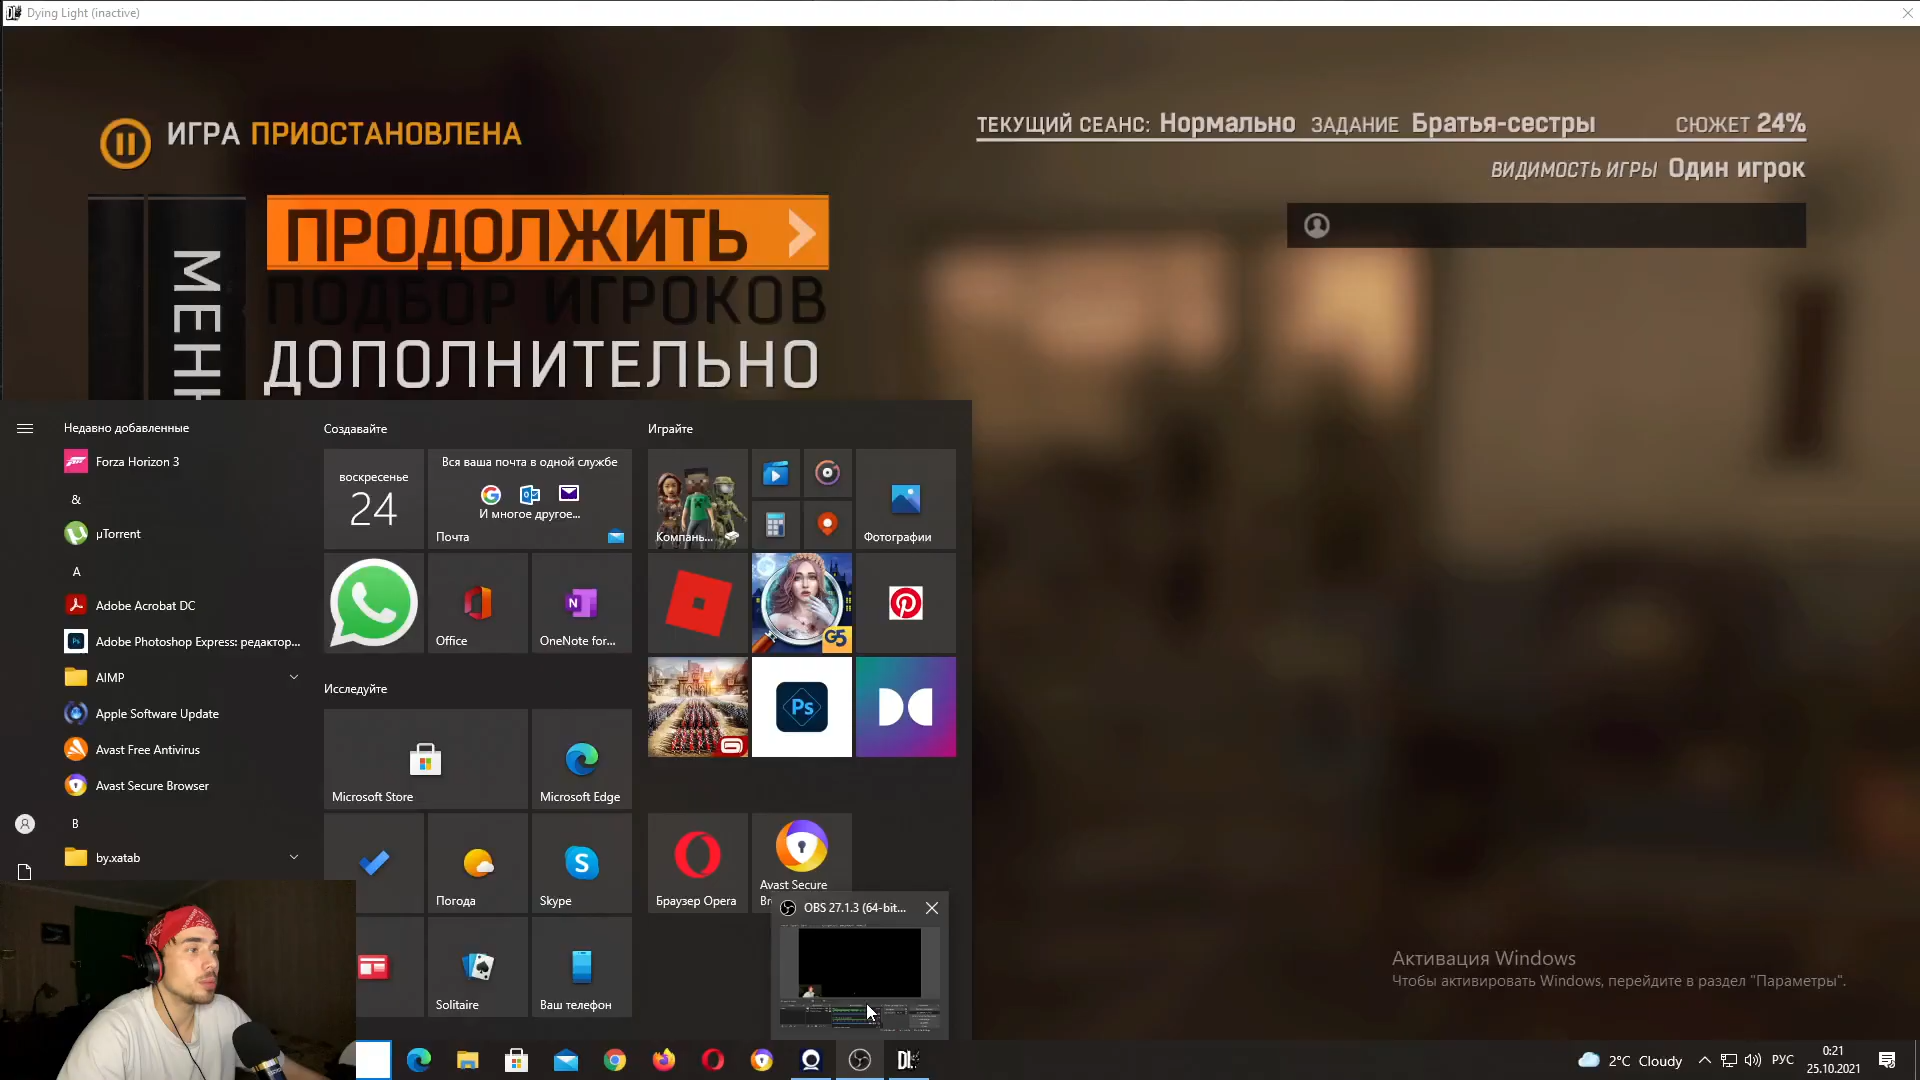 Dying Light (inactive)
ИГРА ПРИОСТАНОВЛЕНА
ТЕКУЩИЙ СЕАНС: Нормально ЗАДАНИЕ Братья-сестры СЮЖЕТ 24%
ВИДИМОСТЬ ИГРЫ Один игрок
МЕНЮ
ПРОДОЛЖИТЬ
ПОДБОР ИГРОКОВ
ДОПОЛНИТЕЛЬНО
Недавно добавленные
Forza Horizon 3
&
µTorrent
A
Adobe Acrobat DC
Adobe Photoshop Express: редактор...
AIMP
Apple Software Update
Avast Free Antivirus
Avast Secure Browser
B
by.xatab
Создавайте
воскресенье
24
Вся ваша почта в одной службе
И многое другое...
Почта
Office
OneNote for...
Исследуйте
Microsoft Store
Microsoft Edge
Погода
Skype
Solitaire
Ваш телефон
Играйте
Компань...
Фотографии
G5
Ps
Браузер Opera
Avast Secure
OBS 27.1.3 (64-bit...
Активация Windows
Чтобы активировать Windows, перейдите в раздел "Параметры".
2°C Cloudy
РУС
0:21
25.10.2021